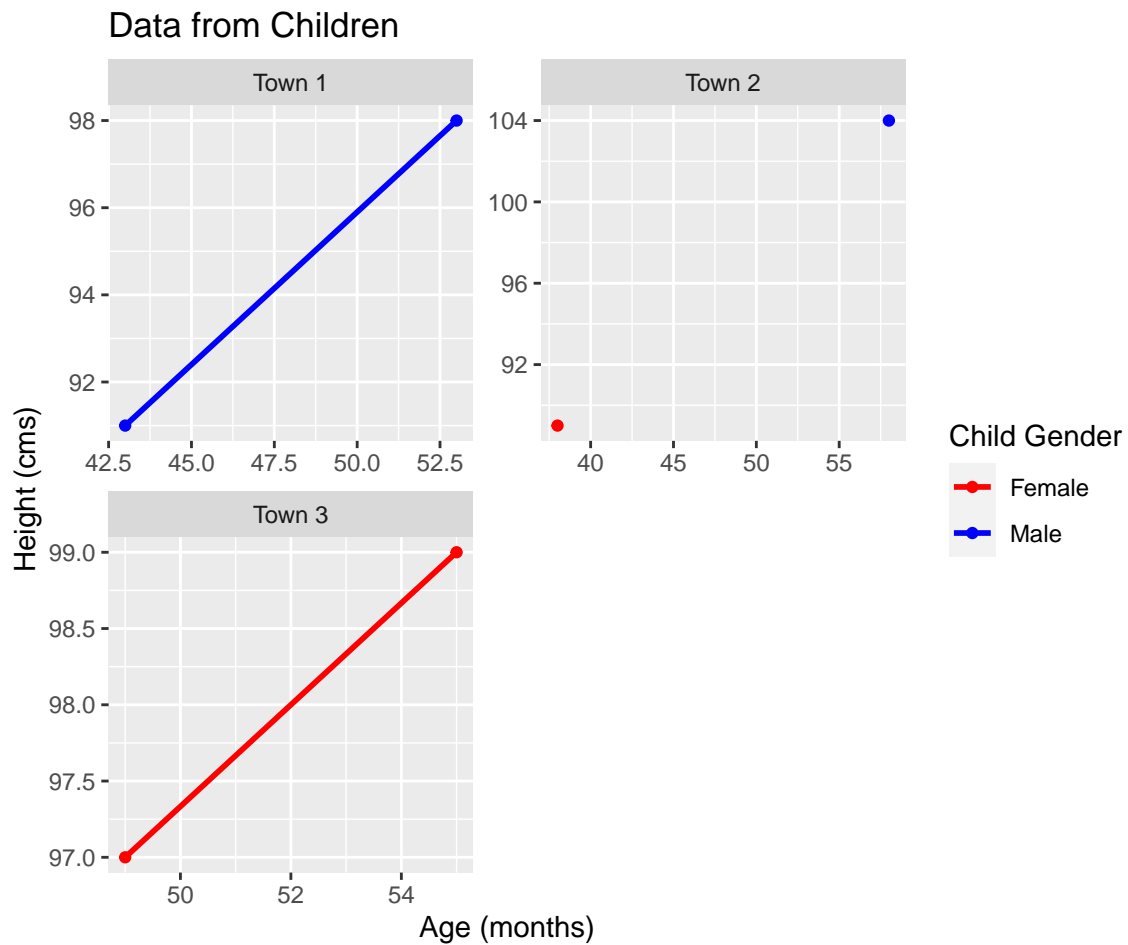 Data from Children
Town 1
Town 2
98
96
94
92
104
100
96
92
42.5 45.0 47.5 50.0 52.5
40 45 50 55
Town 3
99.0
98.5
98.0
97.5
97.0
50 52 54
Height (cms)
Age (months)
Child Gender
Female
Male